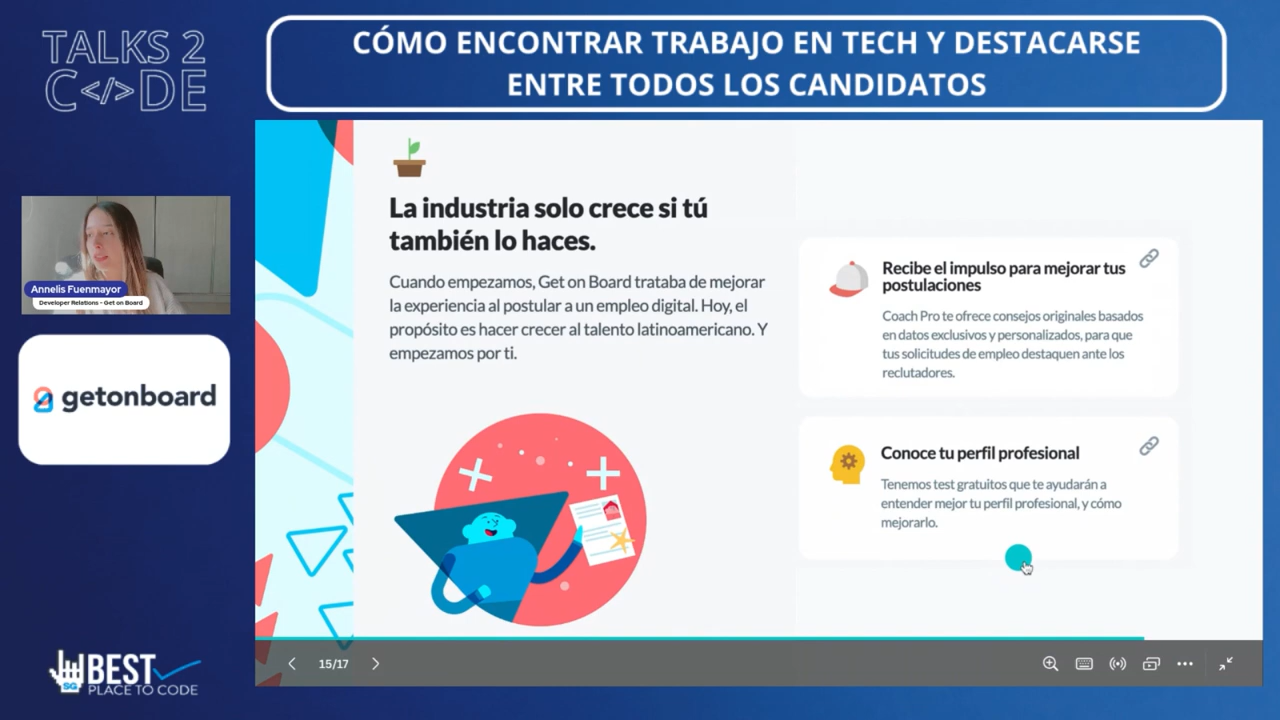 TALKS 2
C</>DE
CÓMO ENCONTRAR TRABAJO EN TECH Y DESTACARSE
ENTRE TODOS LOS CANDIDATOS
Annelis Fuenmayor
Developer Relations - Get on Board
getonboard
SG
BEST
PLACE TO CODE
La industria solo crece si tú
también lo haces.
Cuando empezamos, Get on Board trataba de mejorar
la experiencia al postular a un empleo digital. Hoy, el
propósito es hacer crecer al talento latinoamericano. Y
empezamos por ti.
Recibe el impulso para mejorar tus
postulaciones
Coach Pro te ofrece consejos originales basados
en datos exclusivos y personalizados, para que
tus solicitudes de empleo destaquen ante los
reclutadores.
Conoce tu perfil profesional
Tenemos test gratuitos que te ayudarán a
entender mejor tu perfil profesional, y cómo
mejorarlo.
15/17